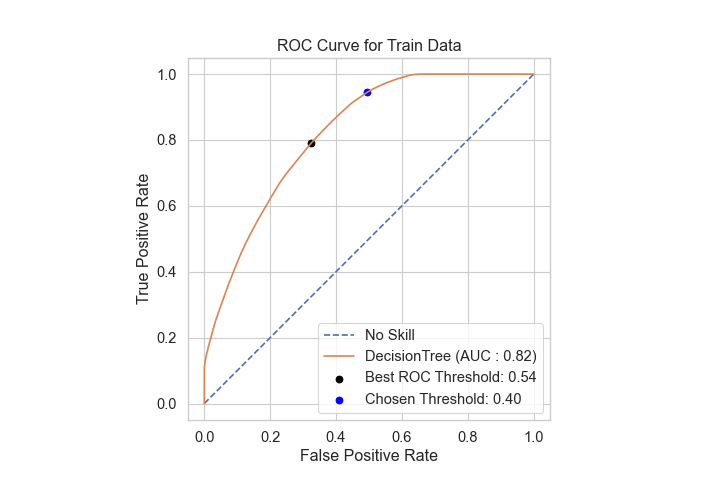 ROC Curve for Train Data
True Positive Rate
1.0
0.8
0.6
0.4
0.2
0.0
No Skill
DecisionTree (AUC : 0.82)
Best ROC Threshold: 0.54
Chosen Threshold: 0.40
0.0 0.2 0.4 0.6 0.8 1.0
False Positive Rate